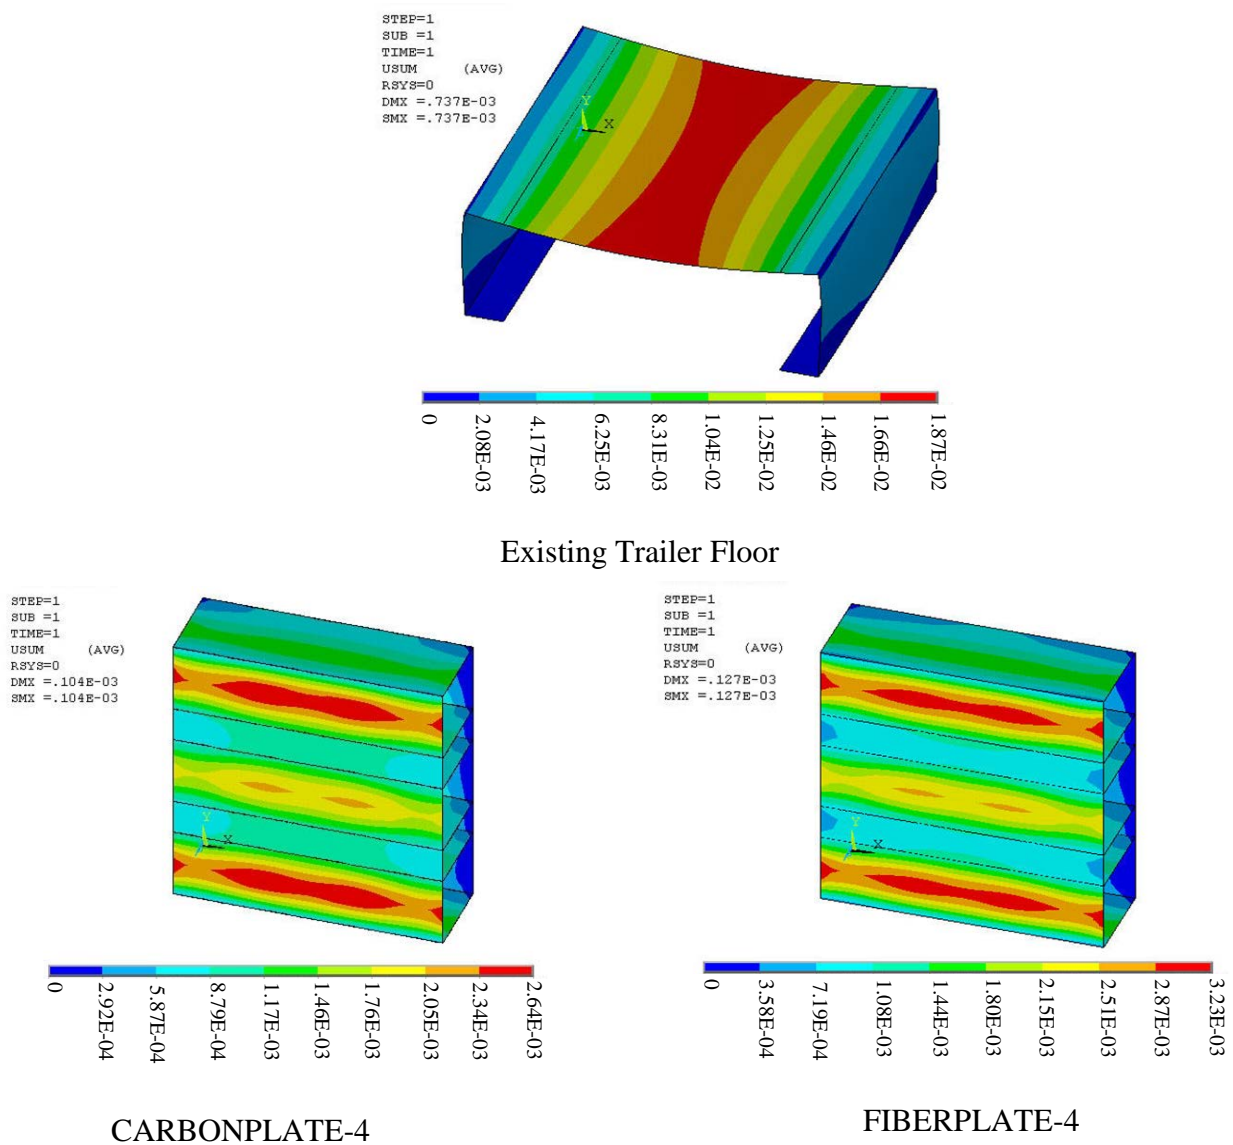 STEP=1
SUB =1
TIME=1
USUM (AVG)
RSYS=0
DMX =.737E-03
SMX =.737E-03
Y
X
0
2.08E-03
4.17E-03
6.25E-03
8.31E-03
1.04E-02
1.25E-02
1.46E-02
1.66E-02
1.87E-02
Existing Trailer Floor
STEP=1
SUB =1
TIME=1
USUM (AVG)
RSYS=0
DMX =.104E-03
SMX =.104E-03
Y
X
0
2.92E-04
5.87E-04
8.79E-04
1.17E-03
1.46E-03
1.76E-03
2.05E-03
2.34E-03
2.64E-03
CARBONPLATE-4
STEP=1
SUB =1
TIME=1
USUM (AVG)
RSYS=0
DMX =.127E-03
SMX =.127E-03
Y
X
0
3.58E-04
7.19E-04
1.08E-03
1.44E-03
1.80E-03
2.15E-03
2.51E-03
2.87E-03
3.23E-03
FIBERPLATE-4